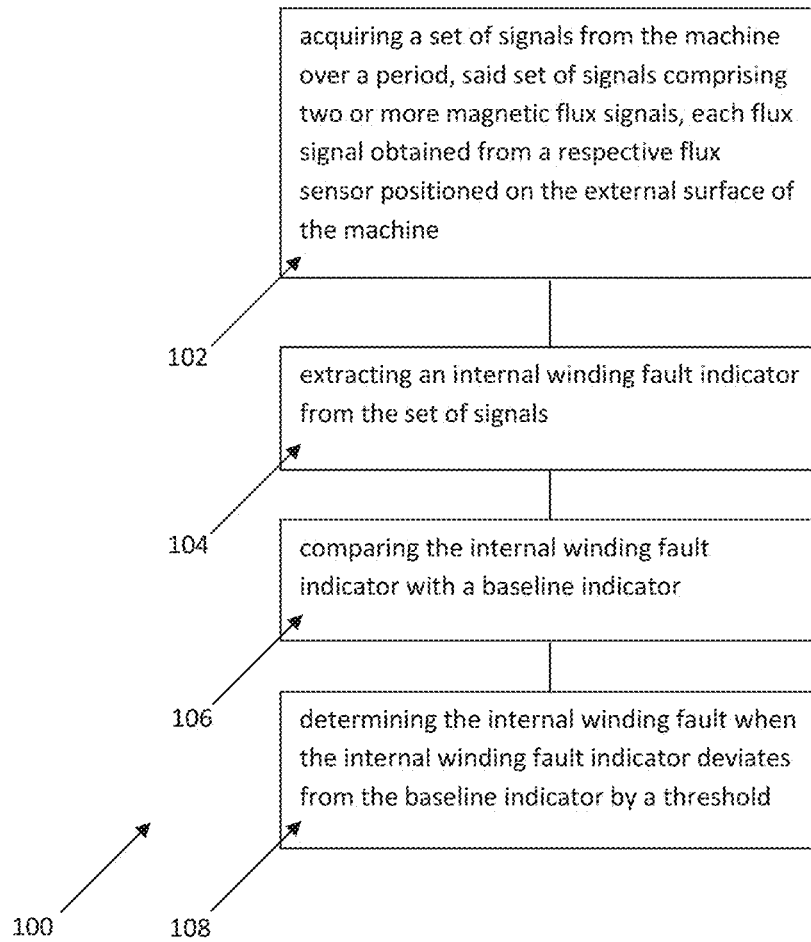 acquiring a set of signals from the machine
over a period, said set of signals comprising
two or more magnetic flux signals, each flux
signal obtained from a respective flux
sensor positioned on the external surface of
the machine
102
extracting an internal winding fault indicator
from the set of signals
104
comparing the internal winding fault
indicator with a baseline indicator
106
determining the internal winding fault when
the internal winding fault indicator deviates
from the baseline indicator by a threshold
100
108